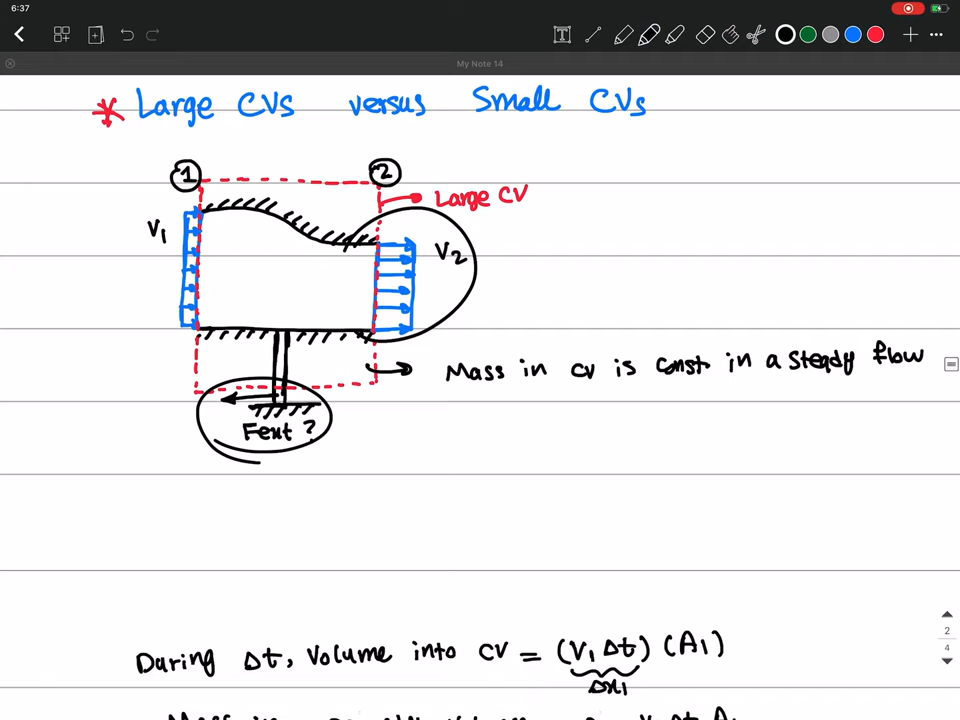 6:37
My Note 14
* Large CVs versus Small CVs
1 2
Large CV
V1
V2
Mass in CV is const. in a steady flow
Fext ?
2
4
During Δt, Volume into CV = (V1 Δt) (A1)
Δx1
Mass